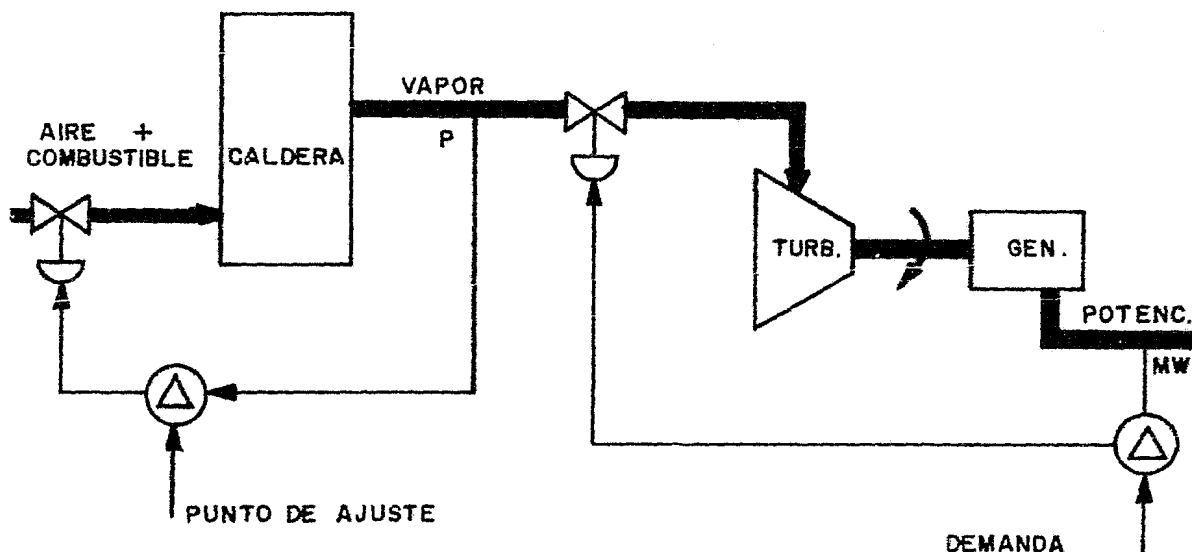 VAPOR
P
AIRE +
COMBUSTIBLE
CALDERA
TURB.
GEN.
POTENC.
MW
Δ
Δ
PUNTO DE AJUSTE
DEMANDA